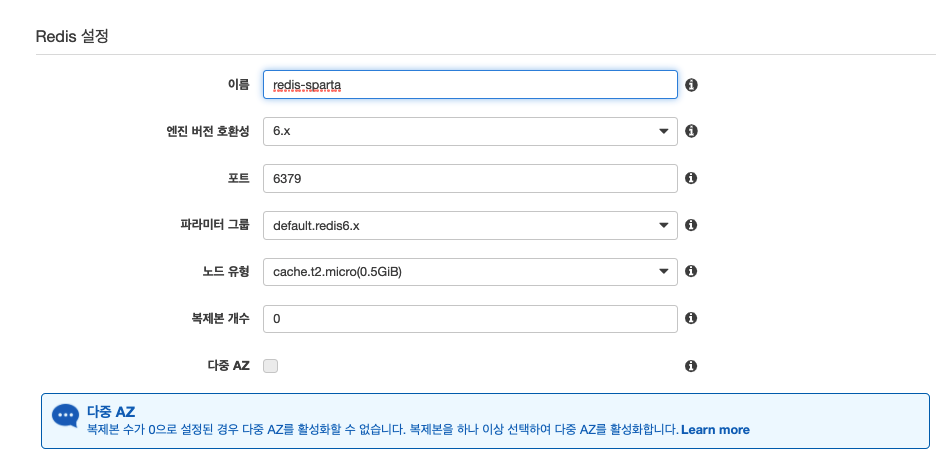 Redis 설정
이름 redis-sparta
엔진 버전 호환성 6.x
포트 6379
파라미터 그룹 default.redis6.x
노드 유형 cache.t2.micro(0.5GiB)
복제본 개수 0
다중 AZ
다중 AZ
복제본 수가 0으로 설정된 경우 다중 AZ를 활성화할 수 없습니다. 복제본을 하나 이상 선택하여 다중 AZ를 활성화합니다. Learn more